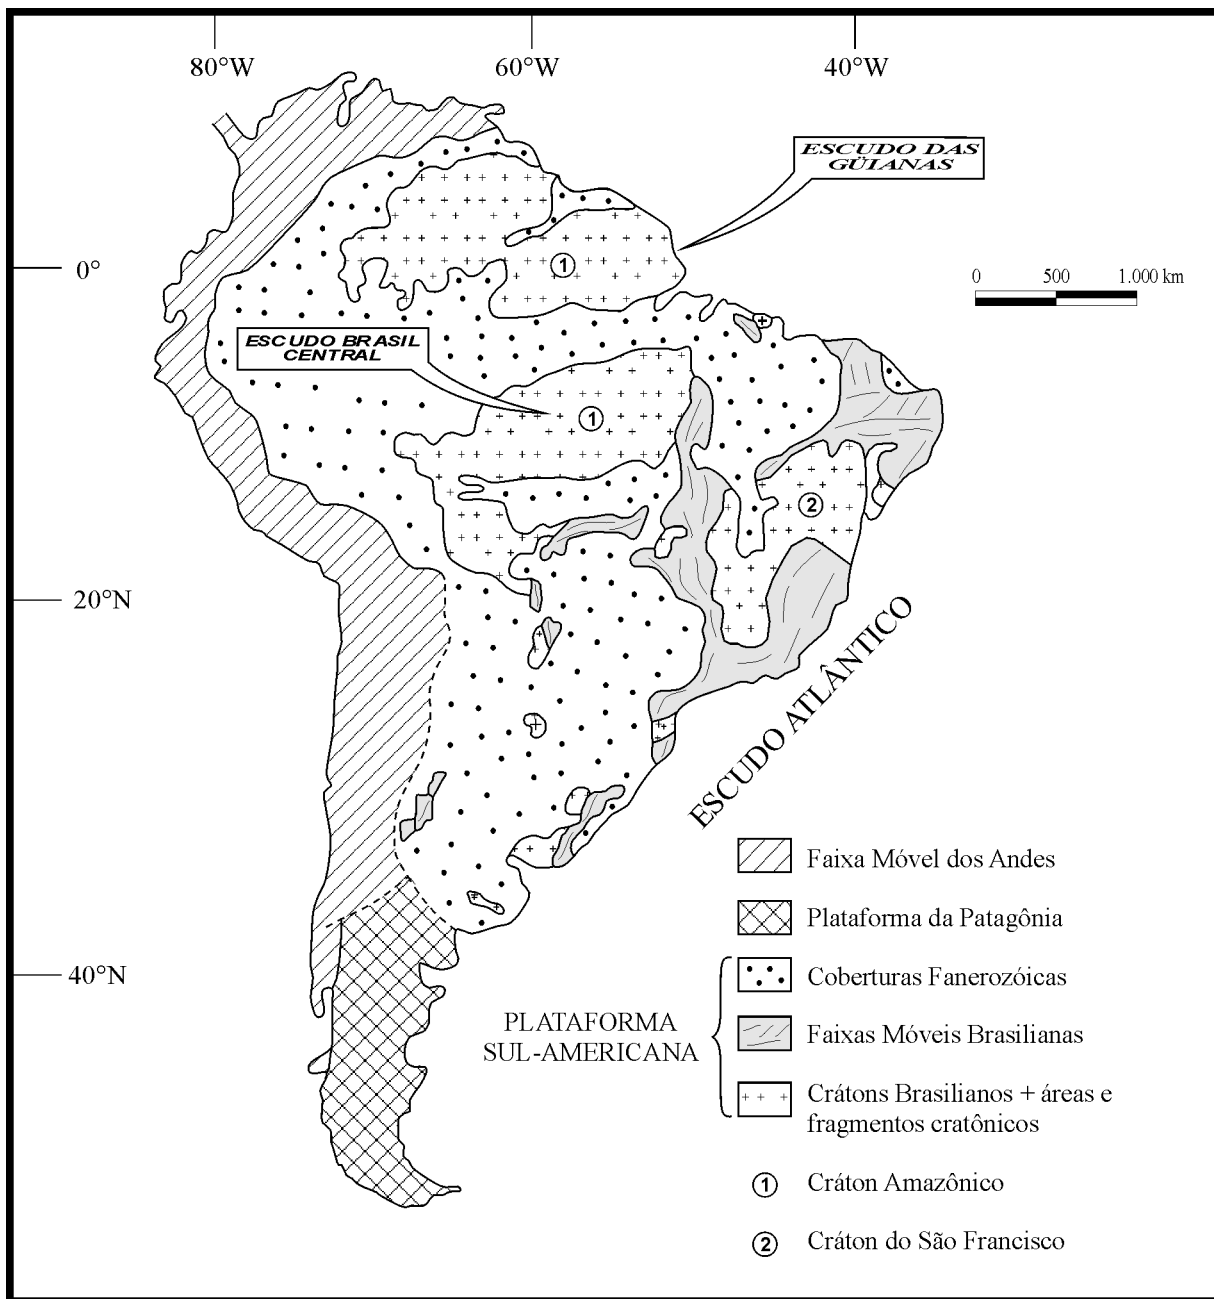 80°W
60°W
40°W
ESCUDO DAS
GÜIANAS
0°
0
500
1.000 km
ESCUDO BRASIL
CENTRAL
1
1
2
20°N
ESCUDO ATLÂNTICO
Faixa Móvel dos Andes
Plataforma da Patagônia
40°N
Coberturas Fanerozóicas
PLATAFORMA
SUL-AMERICANA
Faixas Móveis Brasilianas
Crátons Brasilianos + áreas e
fragmentos cratônicos
1 Cráton Amazônico
2 Cráton do São Francisco